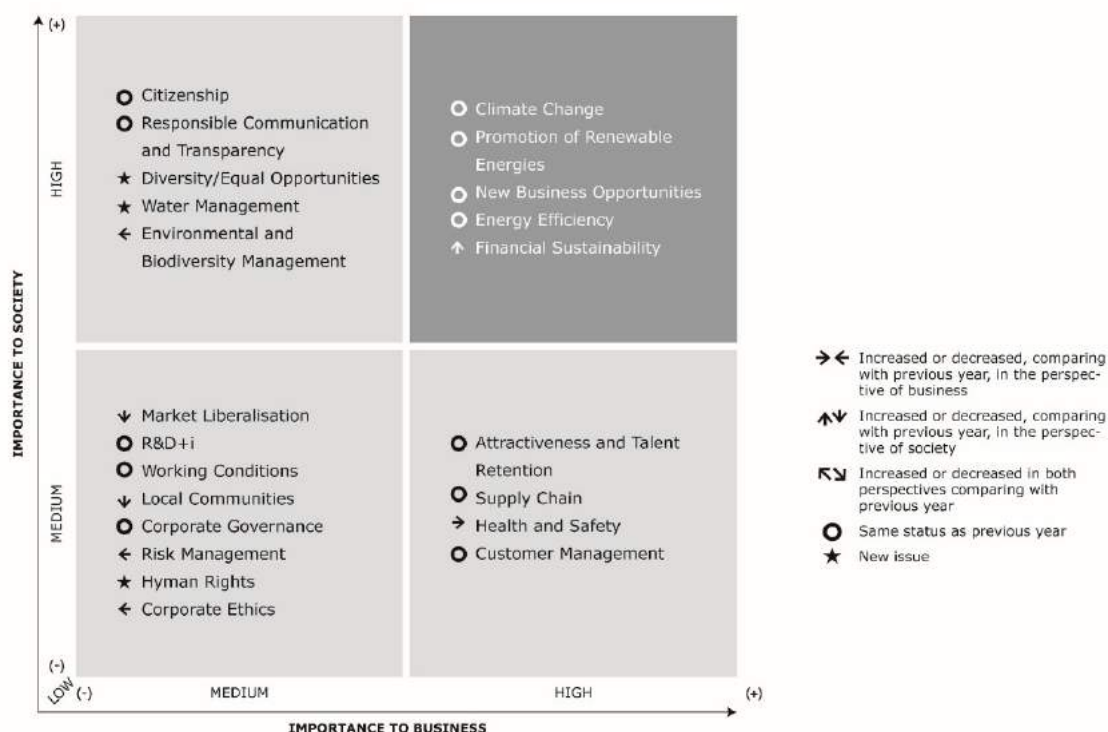 (+)
HIGH
IMPORTANCE TO SOCIETY
MEDIUM
(-)
LOW
Citizenship
Responsible Communication
and Transparency
★ Diversity/Equal Opportunities
★ Water Management
← Environmental and
Biodiversity Management
Climate Change
Promotion of Renewable
Energies
New Business Opportunities
Energy Efficiency
↑ Financial Sustainability
↓ Market Liberalisation
R&D+i
Working Conditions
↓ Local Communities
Corporate Governance
← Risk Management
★ Hyman Rights
← Corporate Ethics
Attractiveness and Talent
Retention
Supply Chain
→ Health and Safety
Customer Management
(-)
MEDIUM
HIGH
(+)
IMPORTANCE TO BUSINESS
→← Increased or decreased, comparing
with previous year, in the perspec-
tive of business
↑↓ Increased or decreased, comparing
with previous year, in the perspec-
tive of society
↖↘ Increased or decreased in both
perspectives comparing with
previous year
Same status as previous year
★ New issue